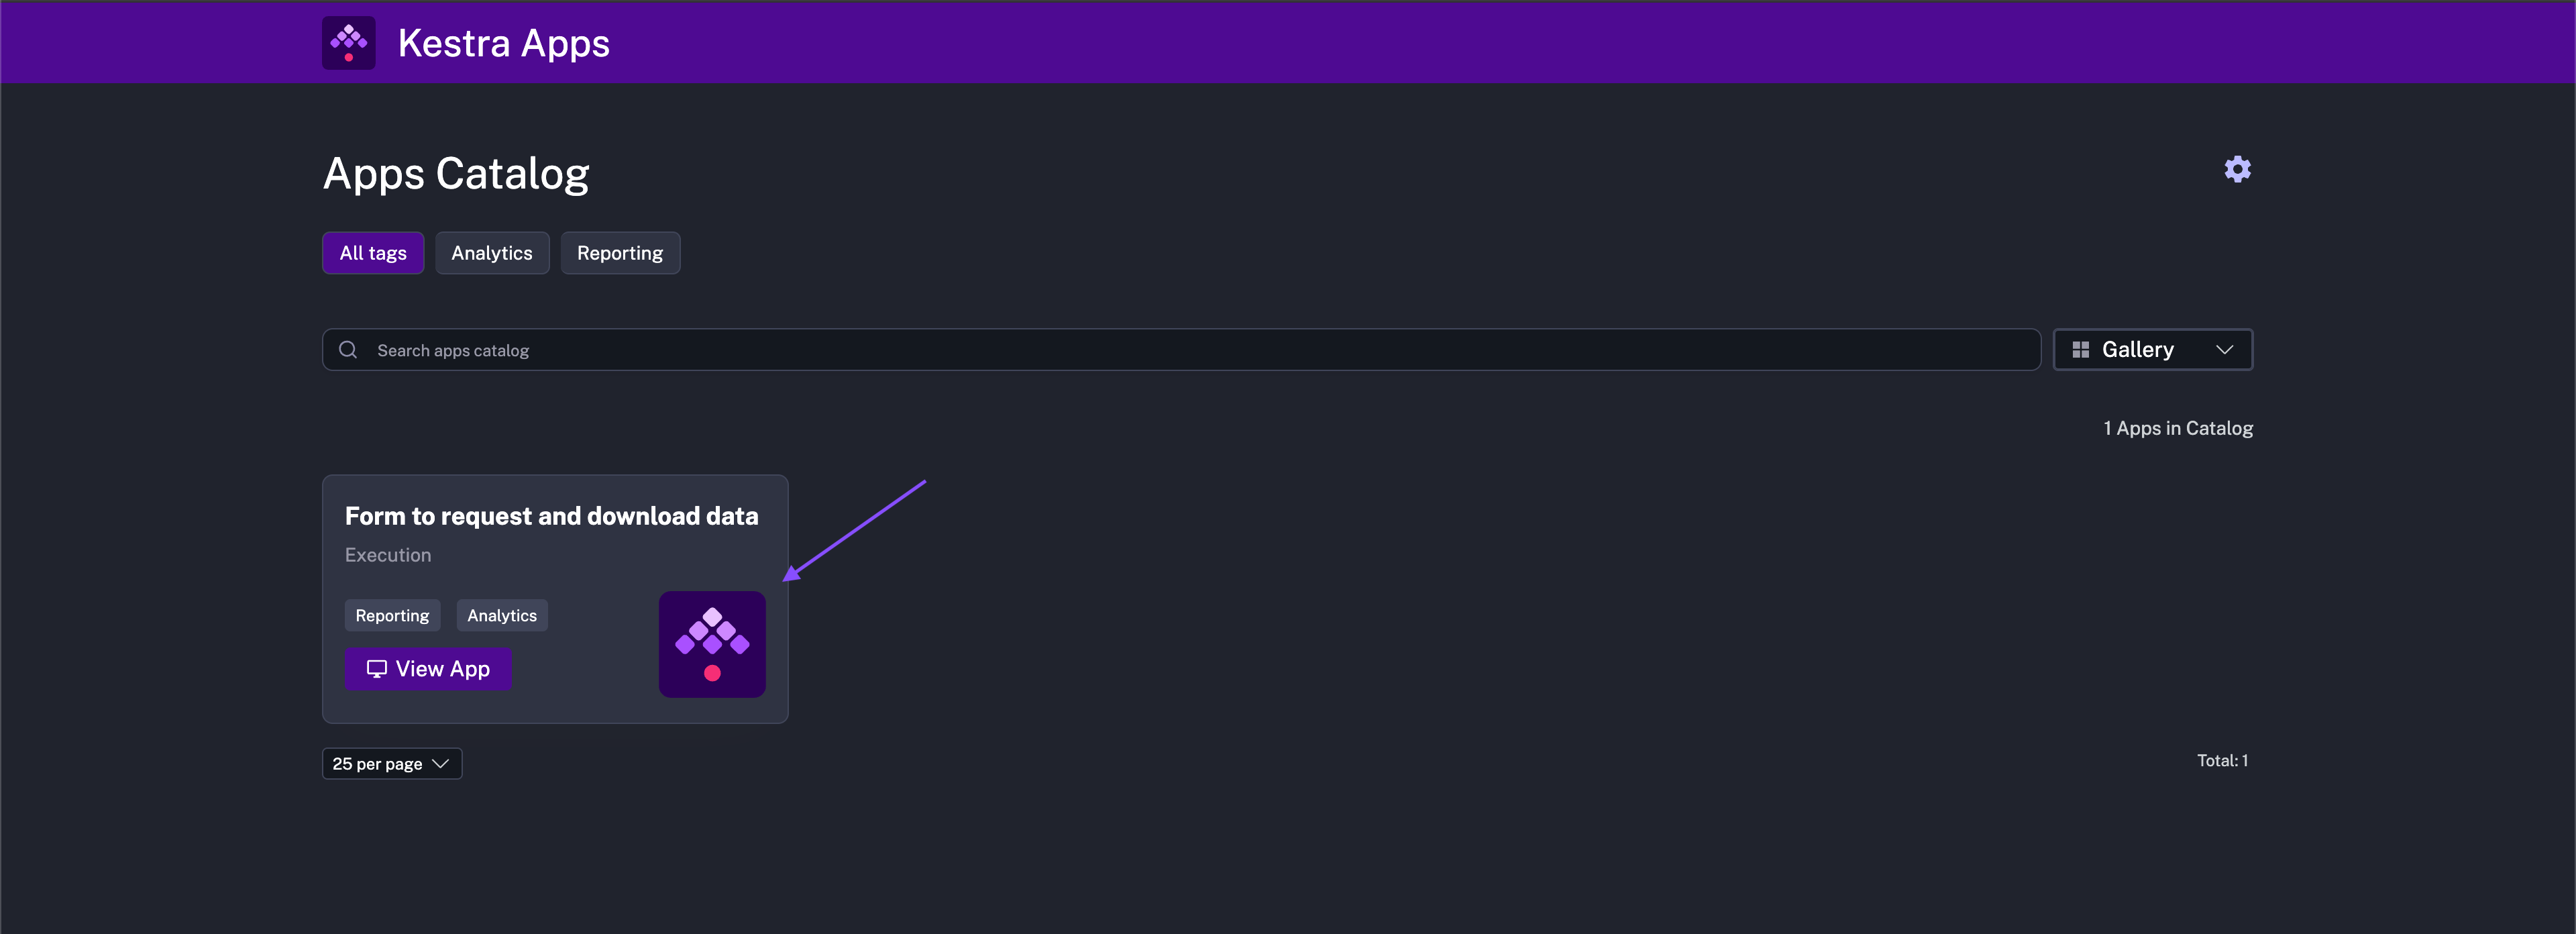 Kestra Apps
Apps Catalog
All tags
Analytics
Reporting
Search apps catalog
Gallery
1 Apps in Catalog
Form to request and download data
Execution
Reporting
Analytics
View App
25 per page
Total: 1